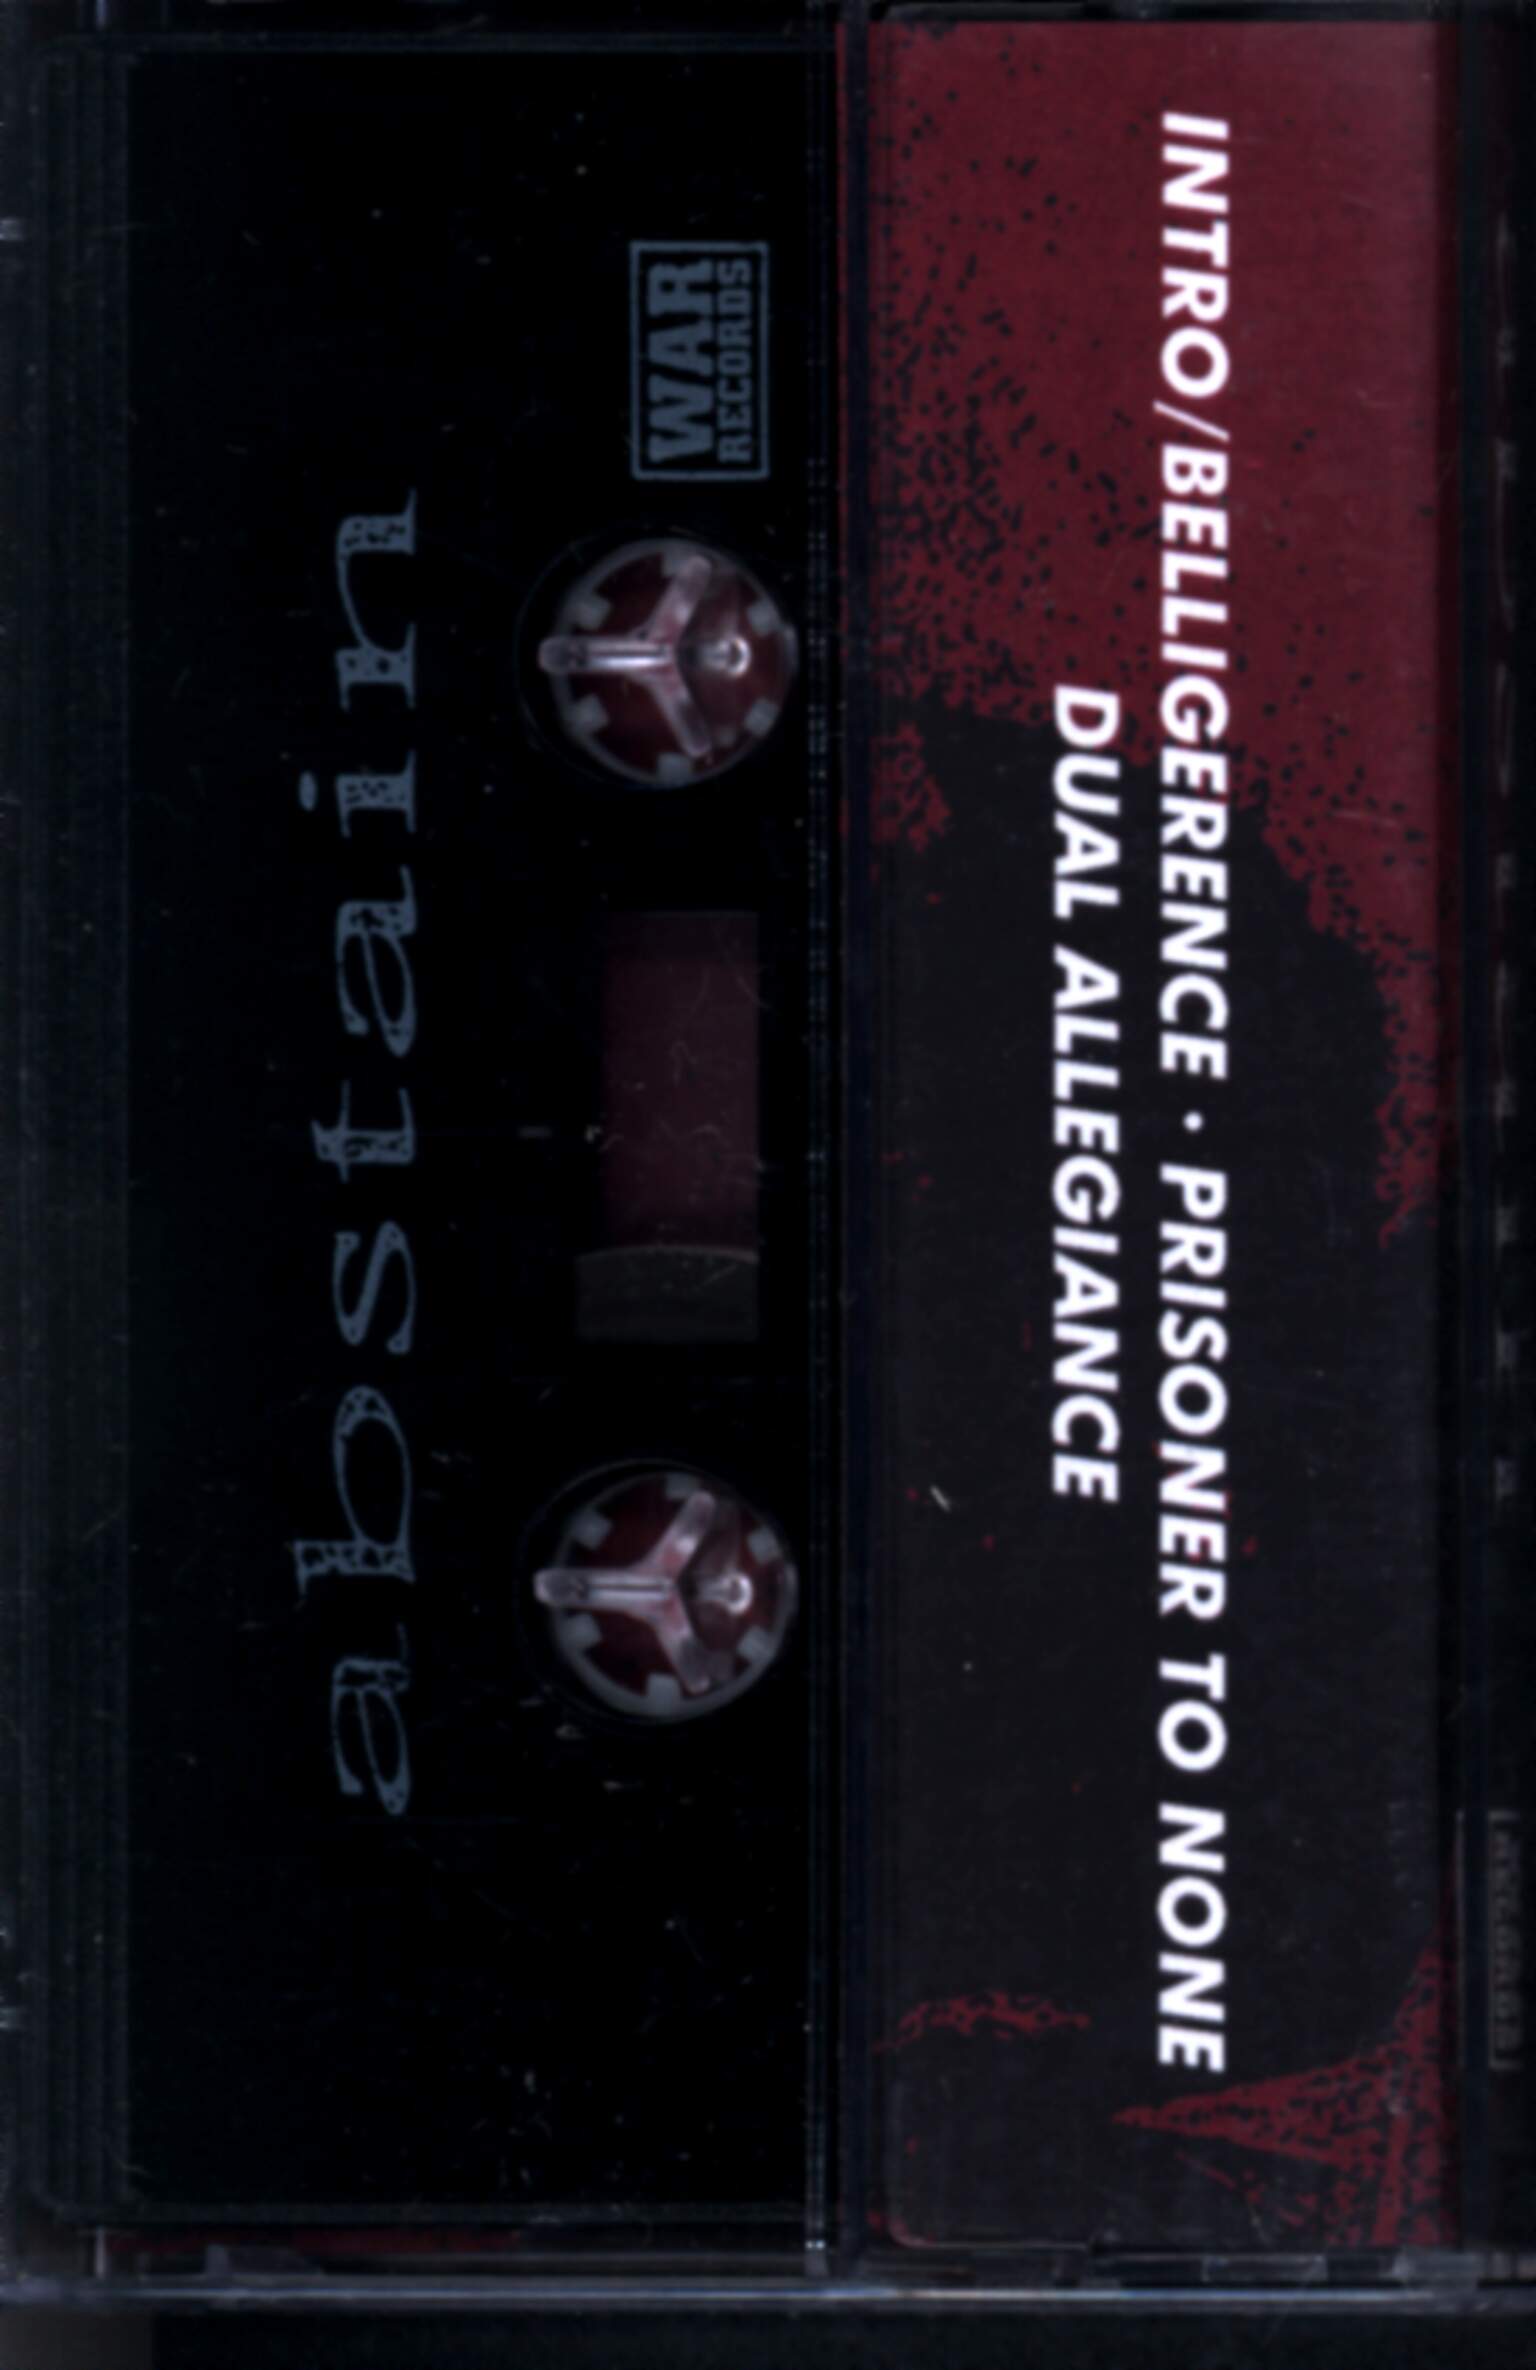 INTRO/BELLIGERENCE · PRISONER TO NONE
DUAL ALLEGIANCE
WAR
RECORDS
abstain